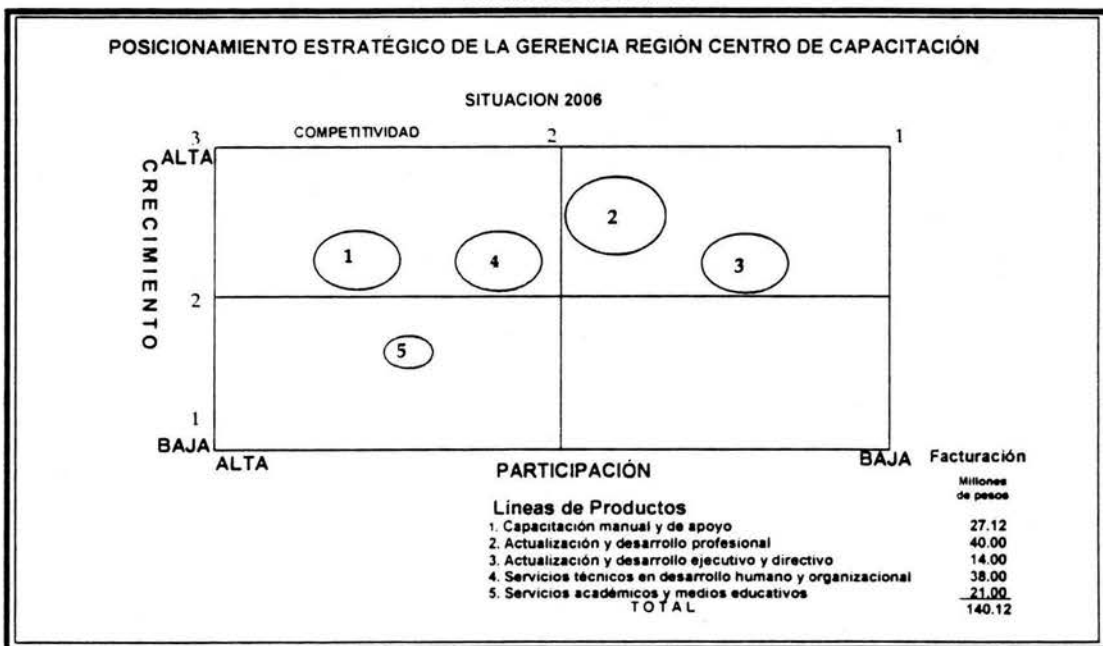 POSICIONAMIENTO ESTRATÉGICO DE LA GERENCIA REGIÓN CENTRO DE CAPACITACIÓN
SITUACION 2006
3 COMPETITIVIDAD 2 1
ALTA
CRECIMIENTO
2
1 4 2 3
5
2
1
BAJA
ALTA PARTICIPACIÓN BAJA
Facturación
Millones
de pesos
Líneas de Productos
1. Capacitación manual y de apoyo 27.12
2. Actualización y desarrollo profesional 40.00
3. Actualización y desarrollo ejecutivo y directivo 14.00
4. Servicios técnicos en desarrollo humano y organizacional 38.00
5. Servicios académicos y medios educativos 21.00
TOTAL 140.12